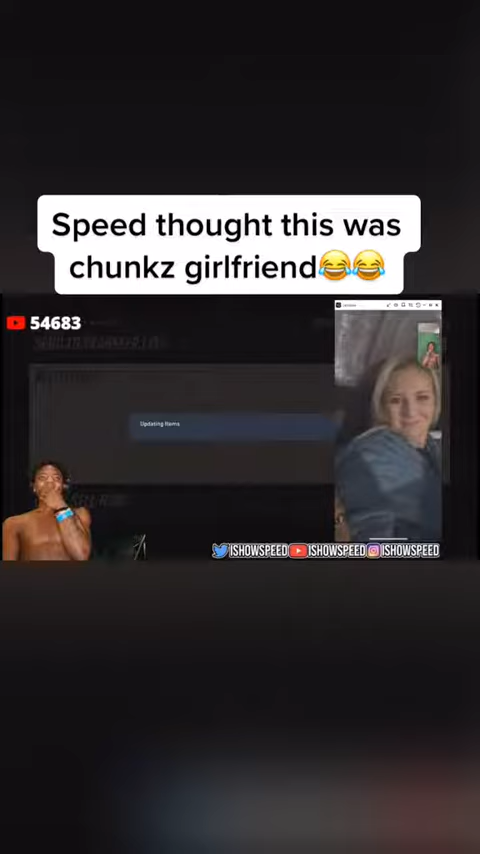 Speed thought this was
chunkz girlfriend😂😂
54683
Updating Items
ISHOWSPEED ISHOWSPEED ISHOWSPEED